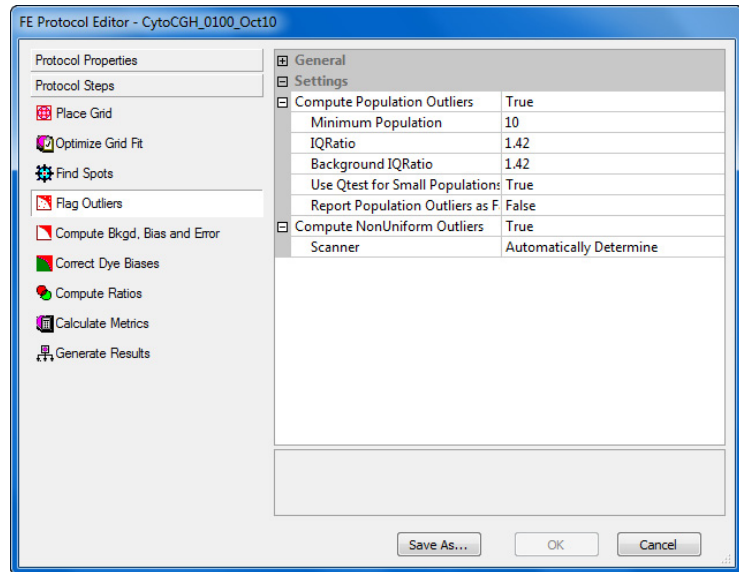 FE Protocol Editor - CytoCGH_0100_Oct10
Protocol Properties
Protocol Steps
Place Grid
Optimize Grid Fit
Find Spots
Flag Outliers
Compute Bkgd, Bias and Error
Correct Dye Biases
Compute Ratios
Calculate Metrics
Generate Results
General
Settings
Compute Population Outliers True
Minimum Population 10
IQRatio 1.42
Background IQRatio 1.42
Use Qtest for Small Populations True
Report Population Outliers as F False
Compute NonUniform Outliers True
Scanner Automatically Determine
Save As... OK Cancel